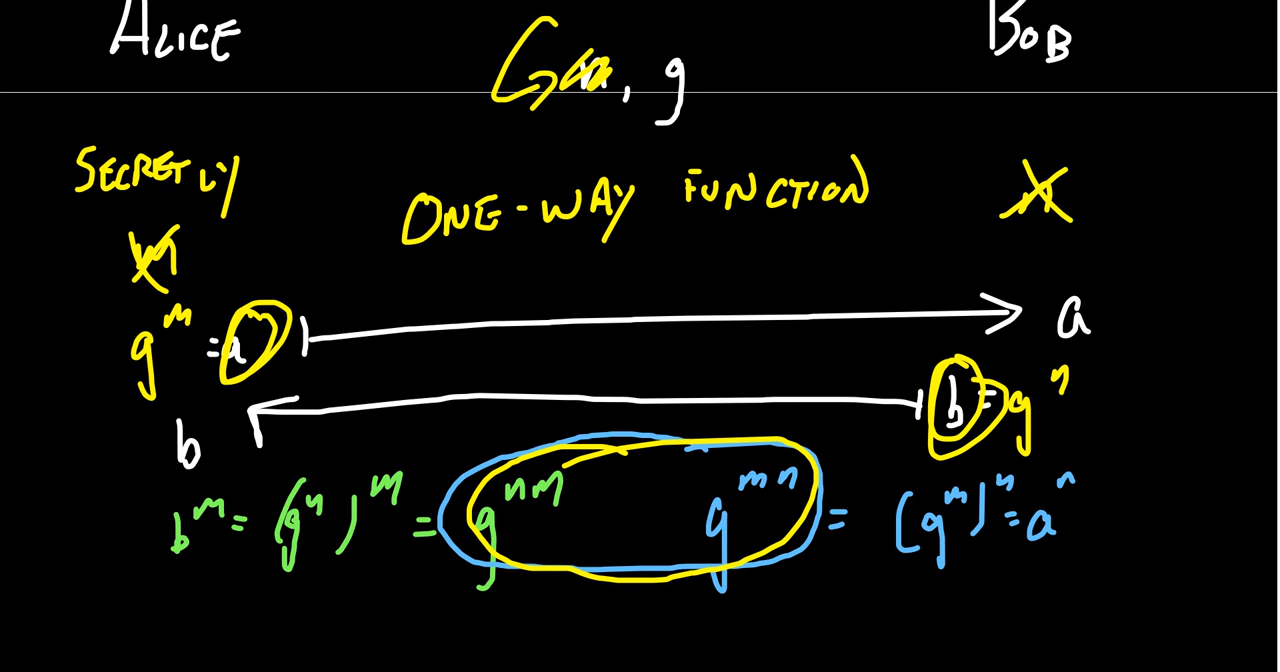 ALICE BOB
G, g
SECRETLY ONE-WAY FUNCTION n
m
g^m = a a
b b = g^n
b^m = (g^n)^m = g^nm g^mn = (g^m)^n = a^n